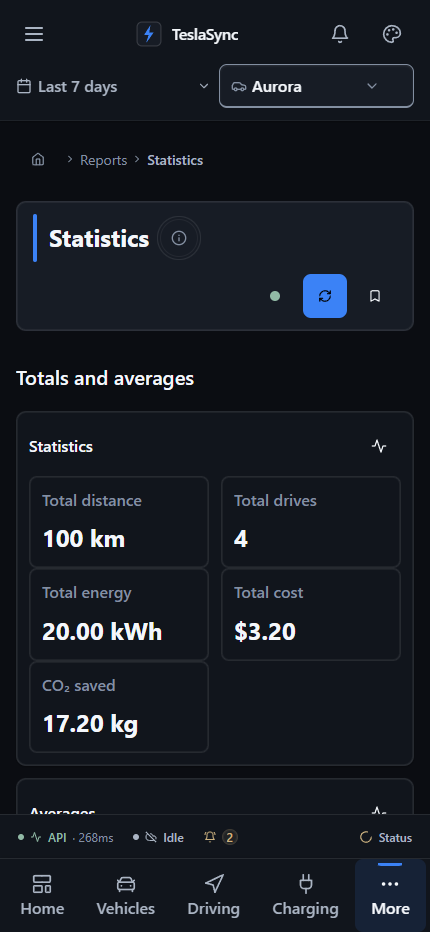 TeslaSync
Last 7 days
Aurora
Reports
Statistics
Statistics
Totals and averages
Statistics
Total distance
Total drives
100 km
4
Total energy
Total cost
20.00 kWh
$3.20
CO₂ saved
17.20 kg
Averages
API · 268ms
Idle
2
Status
Home
Vehicles
Driving
Charging
More